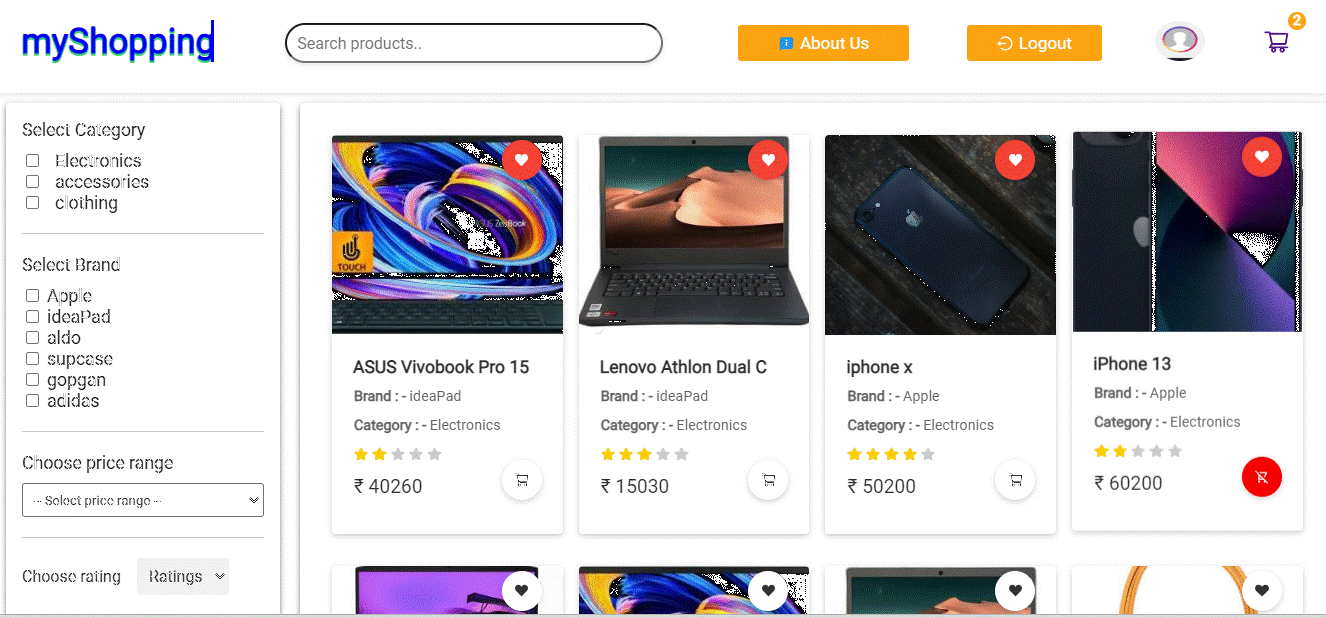 myShopping
Search products..
About Us
Logout
2
Select Category
Electronics
accessories
clothing
Select Brand
Apple
ideaPad
aldo
supcase
gopgan
adidas
Choose price range
-- Select price range --
Choose rating
Ratings
ASUS ZenBook
TOUCH
ASUS Vivobook Pro 15
Brand : - ideaPad
Category : - Electronics
₹ 40260
Lenovo Athlon Dual C
Brand : - ideaPad
Category : - Electronics
₹ 15030
iphone x
Brand : - Apple
Category : - Electronics
₹ 50200
iPhone 13
Brand : - Apple
Category : - Electronics
₹ 60200